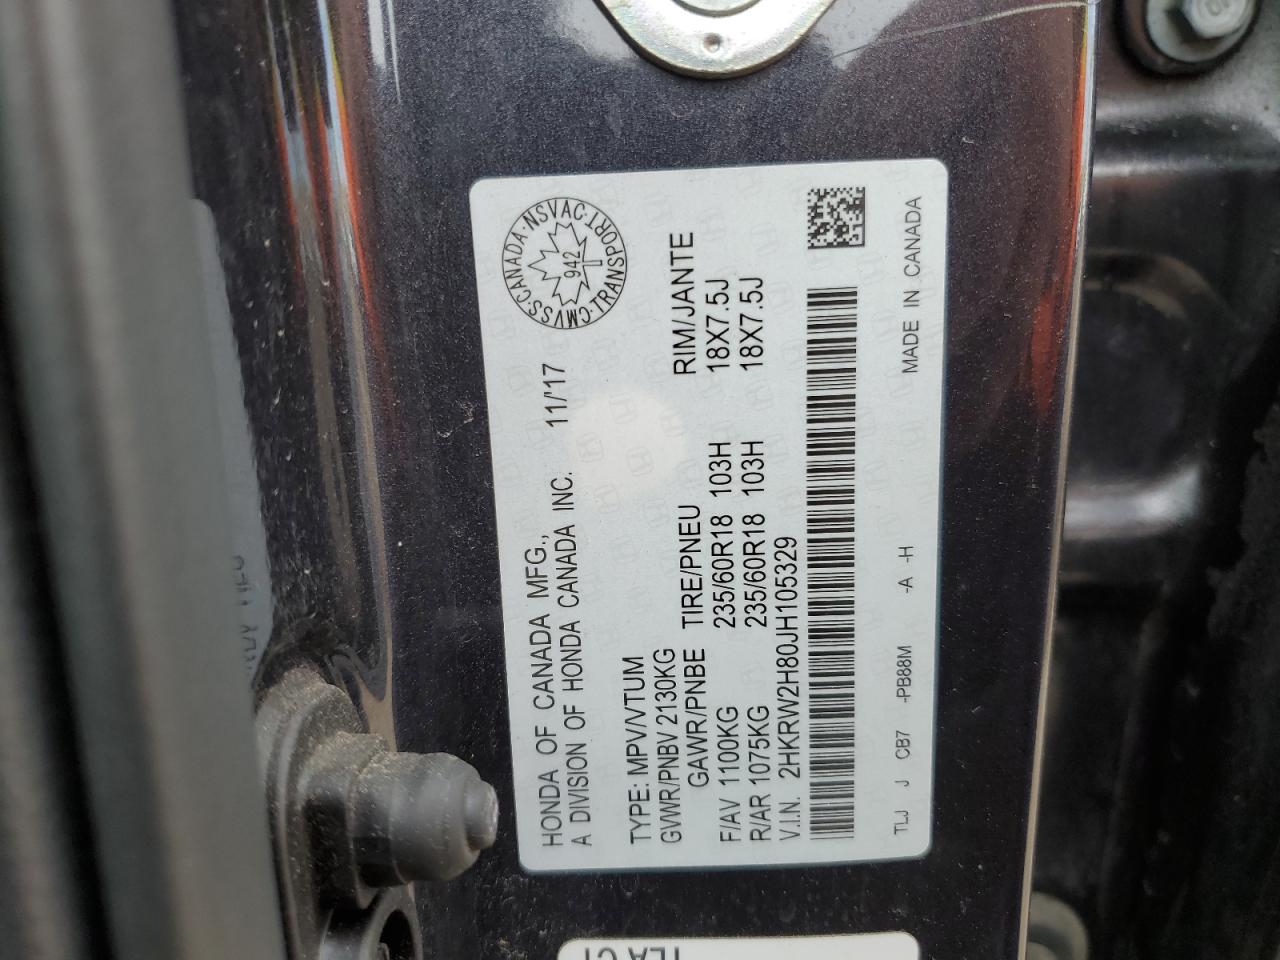 HONDA OF CANADA MFG.,
A DIVISION OF HONDA CANADA INC. 11/17
CMVSS·CANADA·NSVAC·TRANSPORT·
942
TYPE: MPV/VTUM
GVWR/PNBV 2130KG
GAWR/PNBE TIRE/PNEU RIM/JANTE
F/AV 1100KG 235/60R18 103H 18X7.5J
R/AR 1075KG 235/60R18 103H 18X7.5J
V.I.N. 2HKRW2H80JH105329
TLJ J CB7 -PB88M -A -H MADE IN CANADA